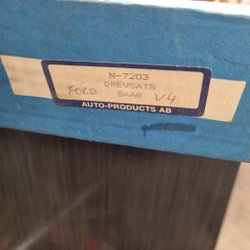 N-7203
DREVSATS
FORD SAAB V4
AUTO-PRODUCTS AB